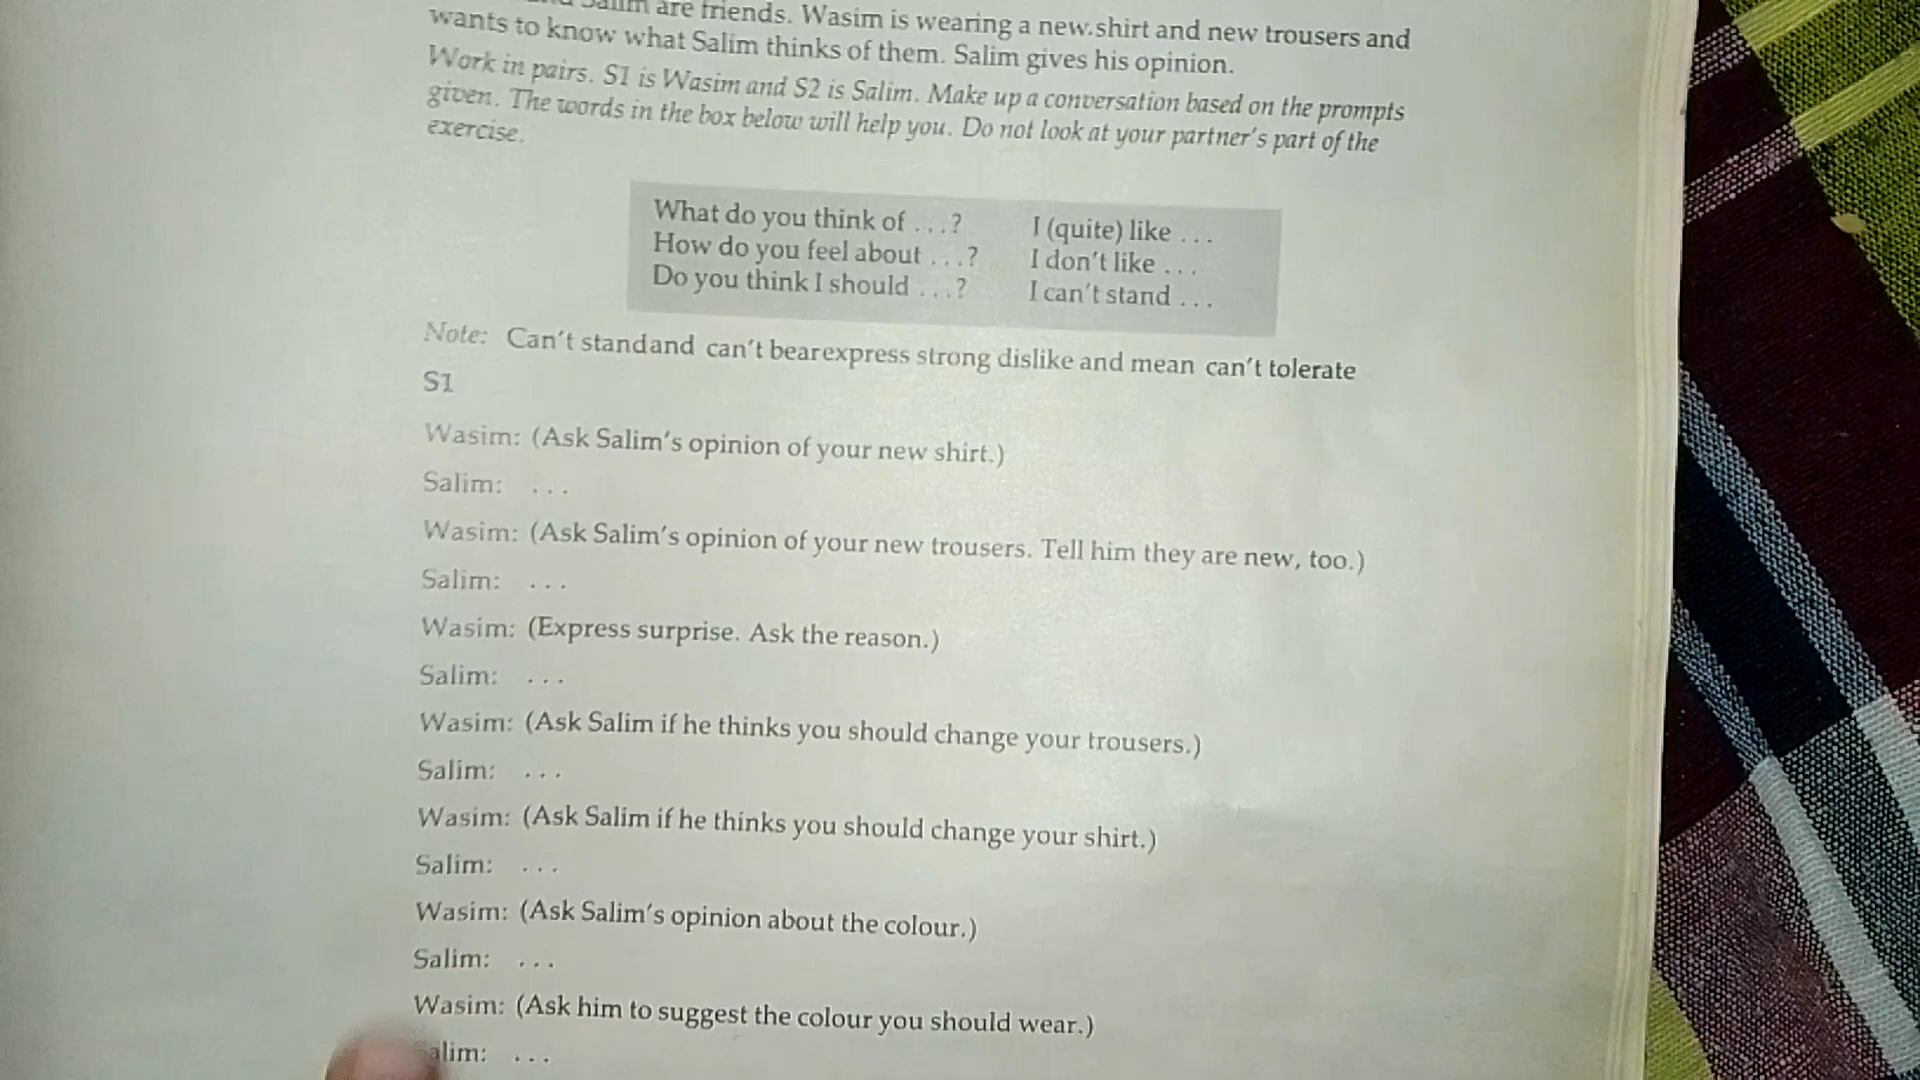 Salim are friends. Wasim is wearing a new shirt and new trousers and
wants to know what Salim thinks of them. Salim gives his opinion.
Work in pairs. S1 is Wasim and S2 is Salim. Make up a conversation based on the prompts
given. The words in the box below will help you. Do not look at your partner's part of the
exercise.
What do you think of ...? I (quite) like ...
How do you feel about ...? I don't like ...
Do you think I should ...? I can't stand ...
Note: Can't standand can't bearexpress strong dislike and mean can't tolerate
S1
Wasim: (Ask Salim's opinion of your new shirt.)
Salim: ...
Wasim: (Ask Salim's opinion of your new trousers. Tell him they are new, too.)
Salim: ...
Wasim: (Express surprise. Ask the reason.)
Salim: ...
Wasim: (Ask Salim if he thinks you should change your trousers.)
Salim: ...
Wasim: (Ask Salim if he thinks you should change your shirt.)
Salim: ...
Wasim: (Ask Salim's opinion about the colour.)
Salim: ...
Wasim: (Ask him to suggest the colour you should wear.)
Salim: ...